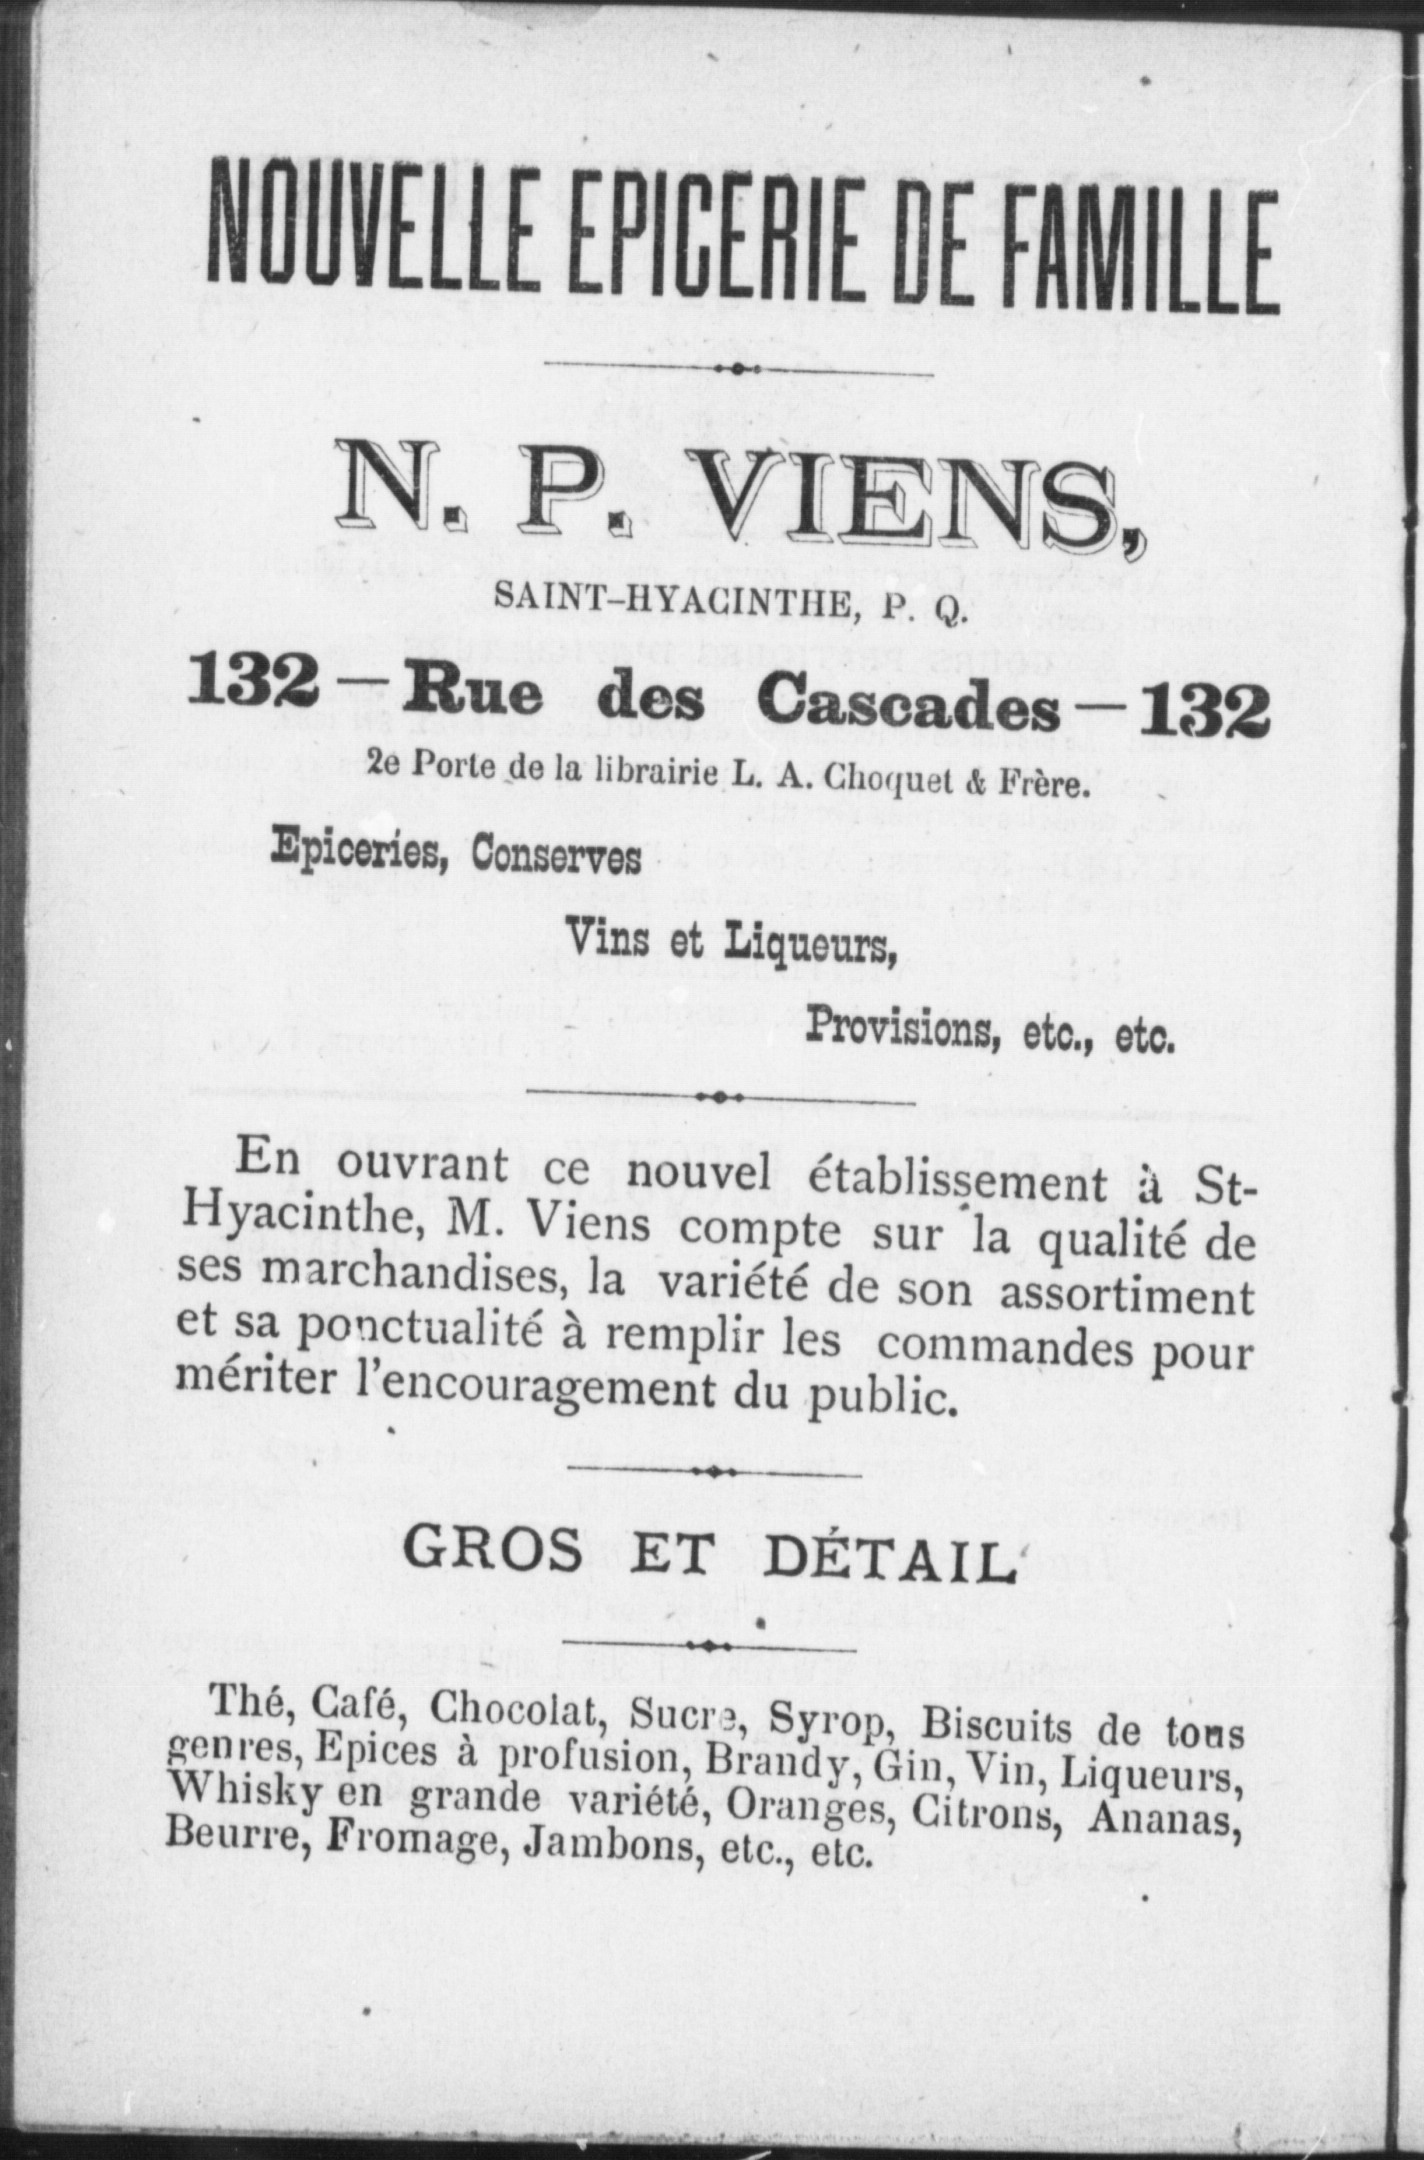 NOUVELLE EPICERIE DE FAMILLE
N. P. VIENS,
SAINT-HYACINTHE, P. Q.
132 — Rue des Cascades — 132
2e Porte de la librairie L. A. Choquet & Frère.
Epiceries, Conserves
Vins et Liqueurs,
Provisions, etc., etc.
En ouvrant ce nouvel établissement à St-
Hyacinthe, M. Viens compte sur la qualité de
ses marchandises, la variété de son assortiment
et sa ponctualité à remplir les commandes pour
mériter l'encouragement du public.
GROS ET DÉTAIL
Thé, Café, Chocolat, Sucre, Syrop, Biscuits de tous
genres, Epices à profusion, Brandy, Gin, Vin, Liqueurs,
Whisky en grande variété, Oranges, Citrons, Ananas,
Beurre, Fromage, Jambons, etc., etc.